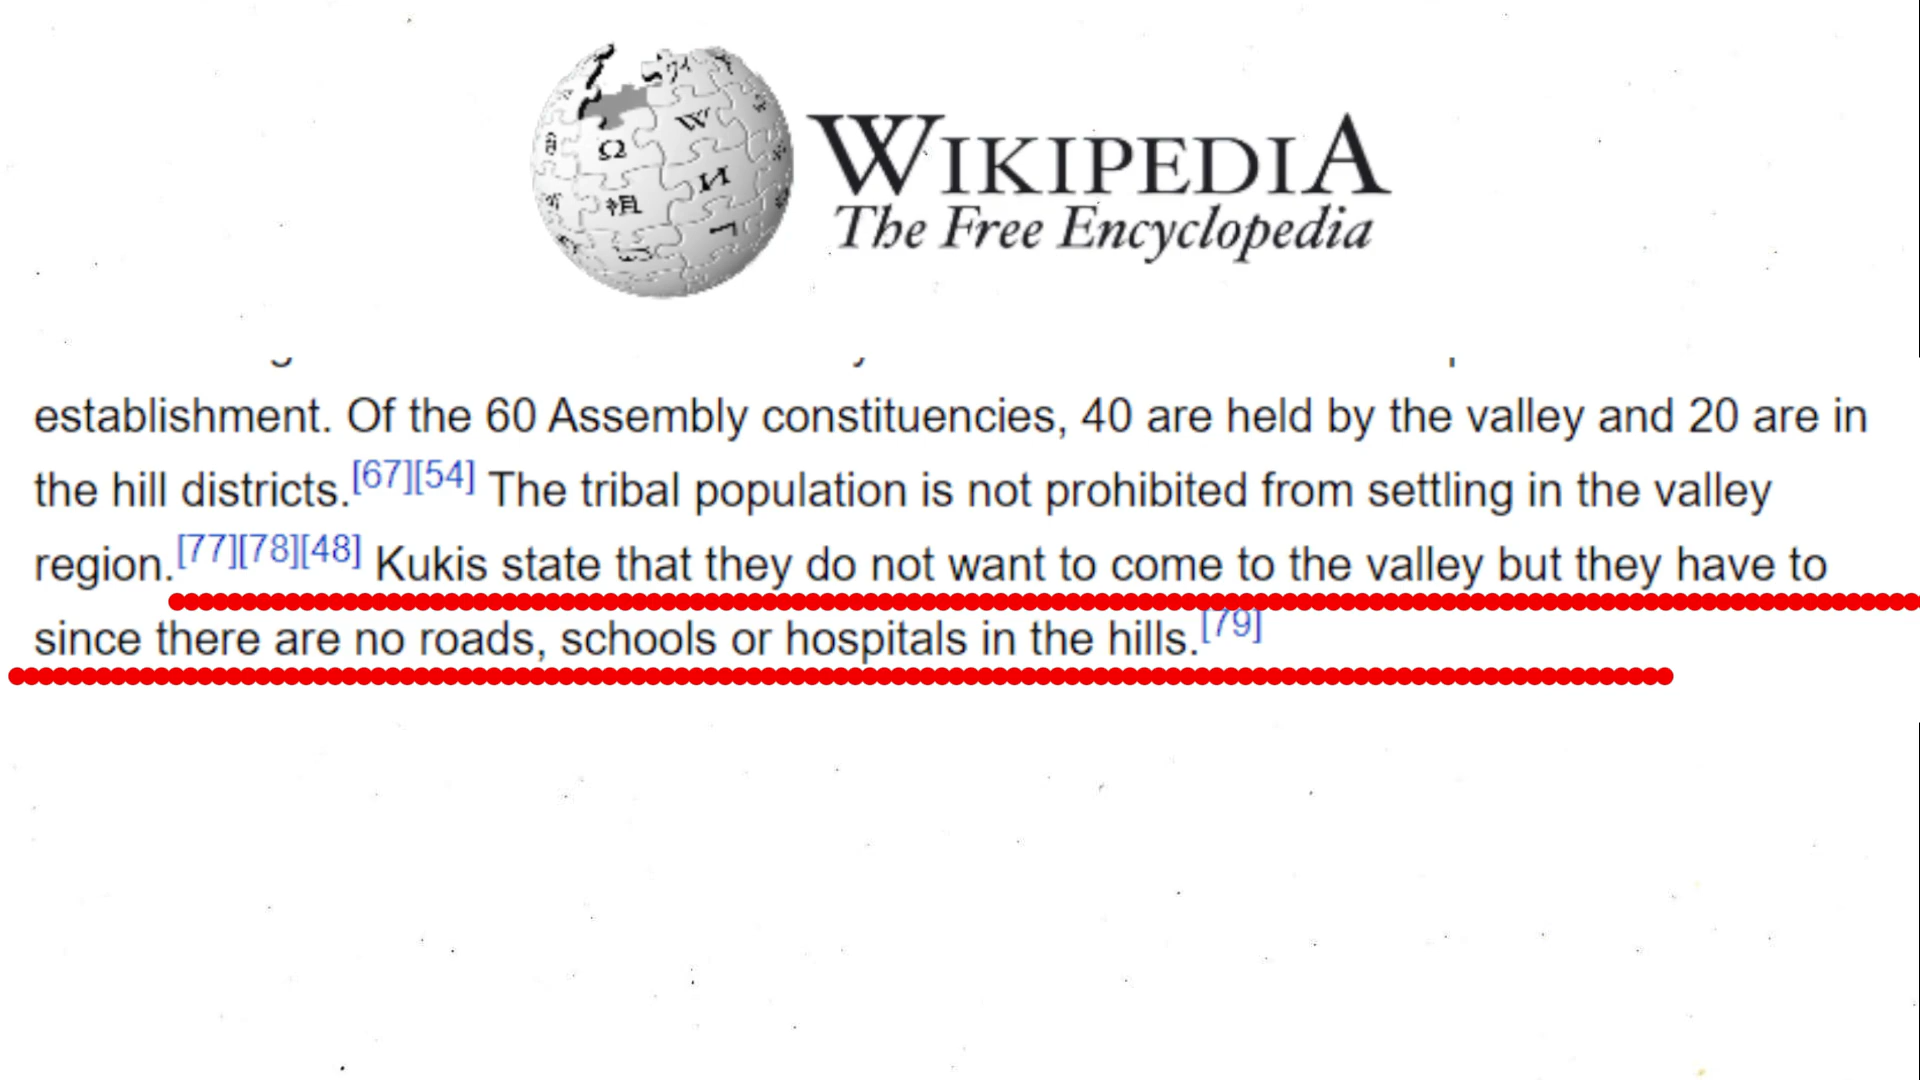 WIKIPEDIA
The Free Encyclopedia
establishment. Of the 60 Assembly constituencies, 40 are held by the valley and 20 are in
the hill districts.[67][54] The tribal population is not prohibited from settling in the valley
region.[77][78][48] Kukis state that they do not want to come to the valley but they have to
since there are no roads, schools or hospitals in the hills.[79]